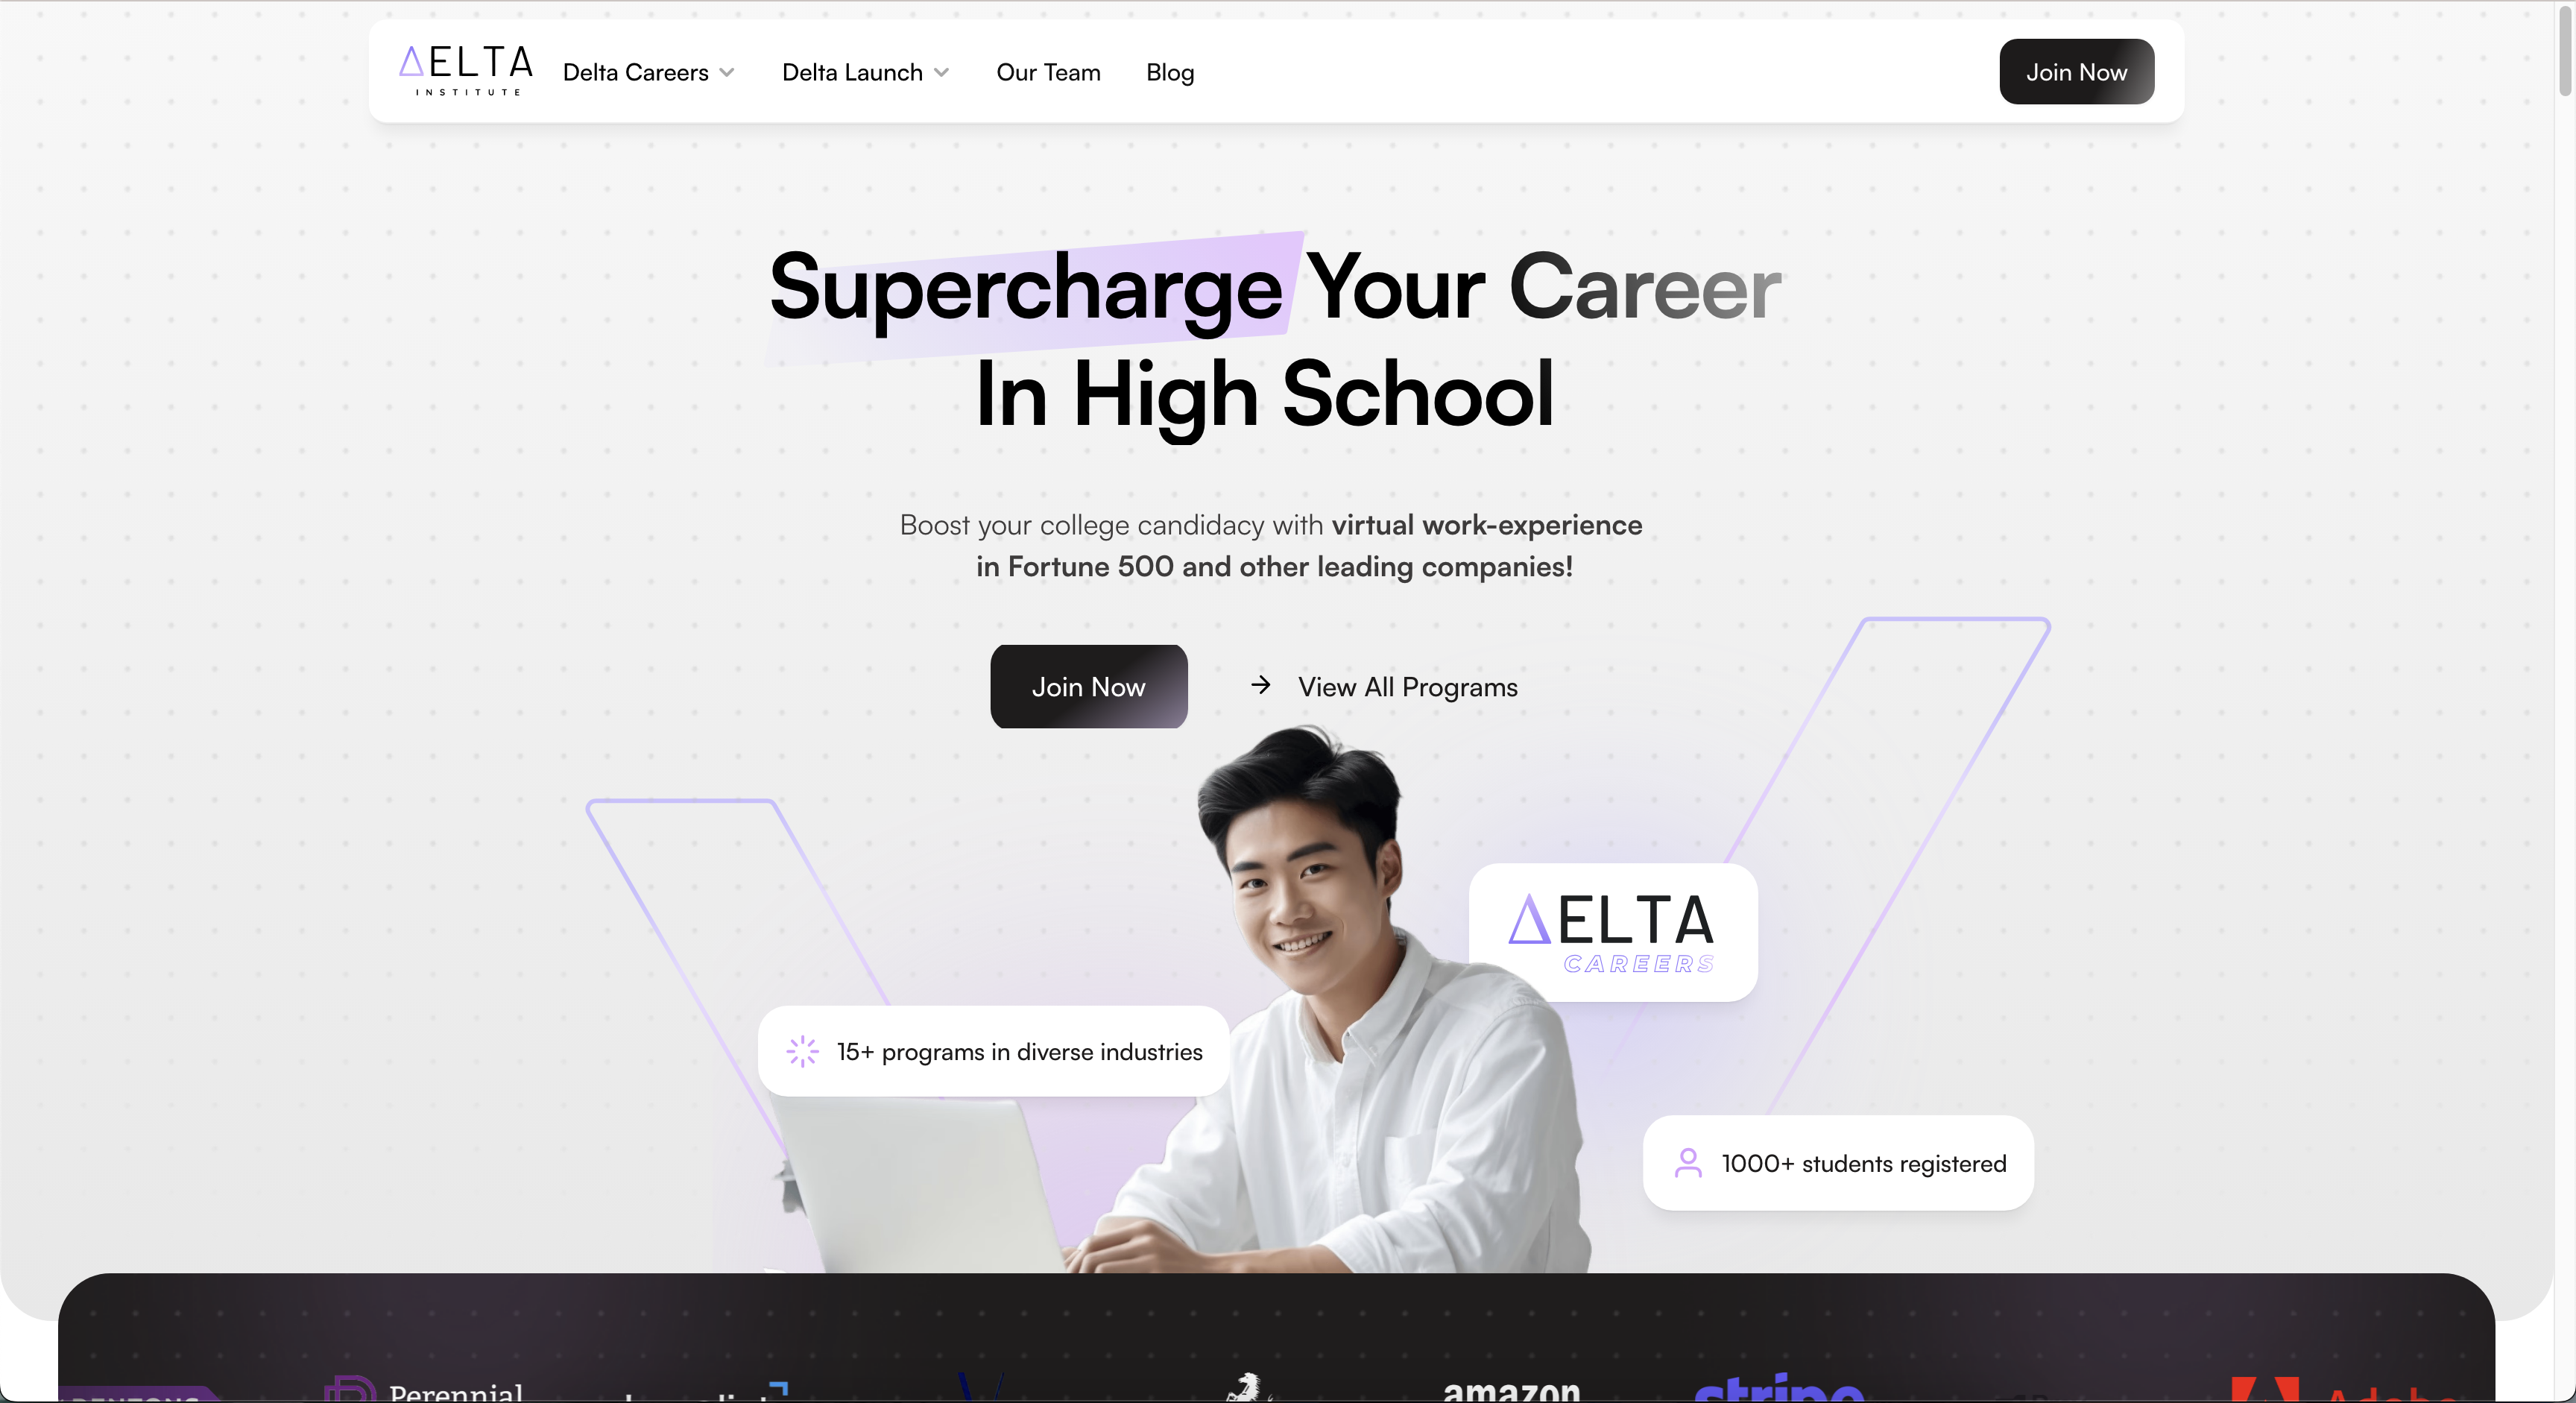 ΔELTA
INSTITUTE
Delta Careers
Delta Launch
Our Team
Blog
Join Now
Supercharge Your Career
In High School
Boost your college candidacy with virtual work-experience
in Fortune 500 and other leading companies!
Join Now
→ View All Programs
ΔELTA
CAREERS
15+ programs in diverse industries
1000+ students registered
Perennial
amazon
stripe
Adobe